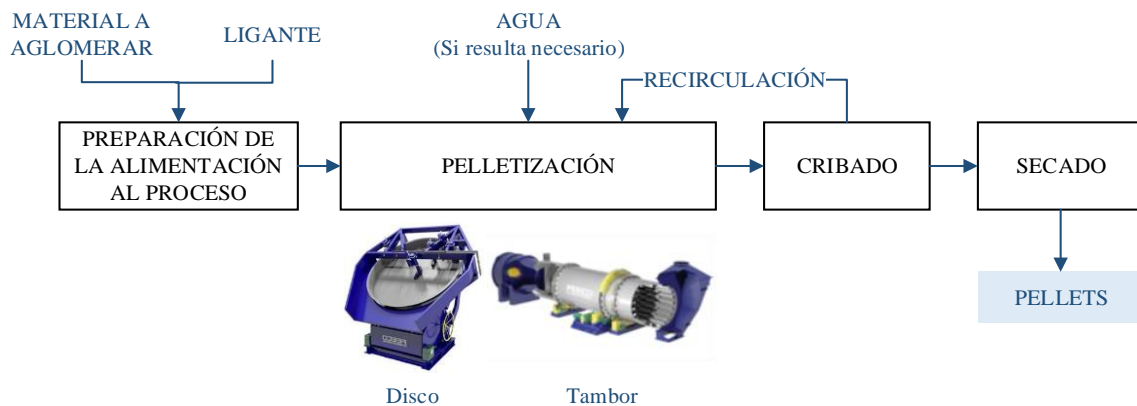 MATERIAL A
AGLOMERAR
LIGANTE
AGUA
(Si resulta necesario)
RECIRCULACIÓN
PREPARACIÓN DE
LA ALIMENTACIÓN
AL PROCESO
PELLETIZACIÓN
CRIBADO
SECADO
PELLETS
Disco
Tambor